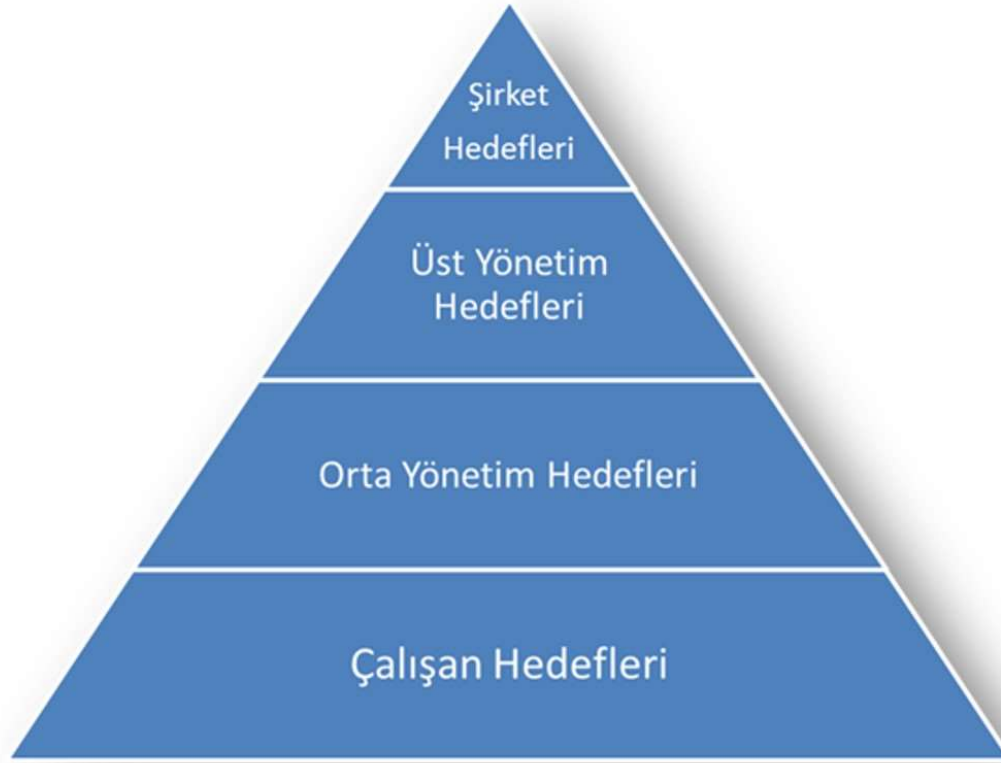 Şirket
Hedefleri
Üst Yönetim
Hedefleri
Orta Yönetim Hedefleri
Çalışan Hedefleri